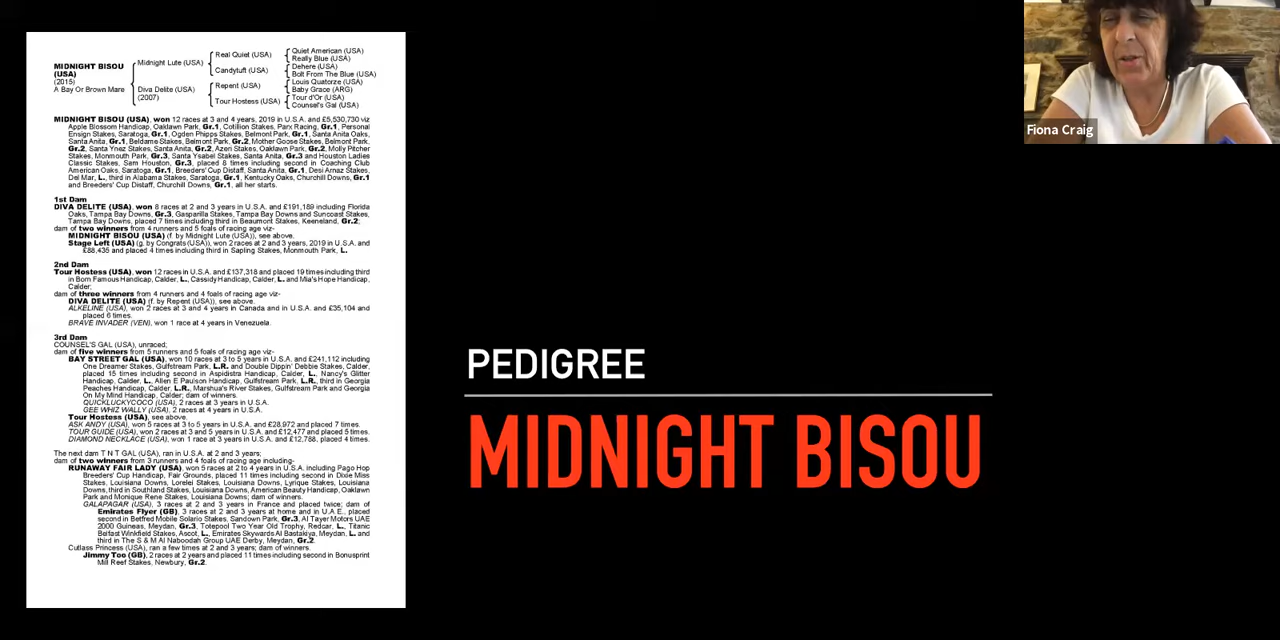 MIDNIGHT BISOU
(USA)
(2015)
A Bay Or Brown Mare
Midnight Lute (USA)
Diva Delite (USA)
(2007)
Real Quiet (USA)
Candytuft (USA)
Repent (USA)
Tour Hostess (USA)
Quiet American (USA)
Really Blue (USA)
Dehere (USA)
Bolt From The Blue (USA)
Louis Quatorze (USA)
Baby Grace (ARG)
Tour d'Or (USA)
Counsel's Gal (USA)
MIDNIGHT BISOU (USA), won 12 races at 3 and 4 years, 2019 in U.S.A. and £5,530,730 viz
Apple Blossom Handicap, Oaklawn Park, Gr.1, Cotillion Stakes, Parx Racing, Gr.1, Personal
Ensign Stakes, Saratoga, Gr.1, Ogden Phipps Stakes, Belmont Park, Gr.1, Santa Anita Oaks,
Santa Anita, Gr.1, Beldame Stakes, Belmont Park, Gr.2, Mother Goose Stakes, Belmont Park,
Gr.2, Santa Ynez Stakes, Santa Anita, Gr.2, Azeri Stakes, Oaklawn Park, Gr.2, Molly Pitcher
Stakes, Monmouth Park, Gr.3, Santa Ysabel Stakes, Santa Anita, Gr.3 and Houston Ladies
Classic Stakes, Sam Houston, Gr.3, placed 8 times including second in Coaching Club
American Oaks, Saratoga, Gr.1, Breeders' Cup Distaff, Santa Anita, Gr.1, Desi Arnaz Stakes,
Del Mar, L., third in Alabama Stakes, Saratoga, Gr.1, Kentucky Oaks, Churchill Downs, Gr.1
and Breeders' Cup Distaff, Churchill Downs, Gr.1, all her starts.
1st Dam
DIVA DELITE (USA), won 8 races at 2 and 3 years in U.S.A. and £191,189 including Florida
Oaks, Tampa Bay Downs, Gr.3, Gasparilla Stakes, Tampa Bay Downs and Suncoast Stakes,
Tampa Bay Downs, placed 7 times including third in Beaumont Stakes, Keeneland, Gr.2;
dam of two winners from 4 runners and 5 foals of racing age viz-
MIDNIGHT BISOU (USA) (f. by Midnight Lute (USA)), see above.
Stage Left (USA) (g. by Congrats (USA)), won 2 races at 2 and 3 years, 2019 in U.S.A. and
£88,435 and placed 4 times including third in Sapling Stakes, Monmouth Park, L.
2nd Dam
Tour Hostess (USA), won 12 races in U.S.A. and £137,318 and placed 19 times including third
in Born Famous Handicap, Calder, L., Cassidy Handicap, Calder, L. and Mia's Hope Handicap,
Calder;
dam of three winners from 4 runners and 4 foals of racing age viz-
DIVA DELITE (USA) (f. by Repent (USA)), see above.
ALKELINE (USA), won 2 races at 3 and 4 years in Canada and in U.S.A. and £35,104 and
placed 6 times.
BRAVE INVADER (VEN), won 1 race at 4 years in Venezuela.
3rd Dam
COUNSEL'S GAL (USA), unraced;
dam of five winners from 5 runners and 5 foals of racing age viz-
BAY STREET GAL (USA), won 10 races at 3 to 5 years in U.S.A. and £241,112 including
One Dreamer Stakes, Gulfstream Park, L.R. and Double Dippin' Debbie Stakes, Calder,
placed 15 times including second in Aspidistra Handicap, Calder, L., Nancy's Glitter
Handicap, Calder, L., Allen E Paulson Handicap, Gulfstream Park, L.R., third in Georgia
Peaches Handicap, Calder, L.R., Marshua's River Stakes, Gulfstream Park and Georgia
On My Mind Handicap, Calder; dam of winners.
QUICKLUCKYCOCO (USA), 2 races at 3 years in U.S.A.
GEE WHIZ WALLY (USA), 2 races at 4 years in U.S.A.
Tour Hostess (USA), see above.
ASK ANDY (USA), won 5 races at 3 to 5 years in U.S.A. and £28,972 and placed 7 times.
TOUR GUIDE (USA), won 2 races at 3 and 5 years in U.S.A. and £12,477 and placed 5 times.
DIAMOND NECKLACE (USA), won 1 race at 3 years in U.S.A. and £12,788, placed 4 times.
The next dam T N T GAL (USA), ran in U.S.A. at 2 and 3 years;
dam of two winners from 4 runners and 4 foals of racing age including-
RUNAWAY FAIR LADY (USA), won 5 races at 2 to 4 years in U.S.A. including Pago Hop
Breeders' Cup Handicap, Fair Grounds, placed 11 times including second in Dixie Miss
Stakes, Louisiana Downs, Lorelei Stakes, Louisiana Downs, Lyrique Stakes, Louisiana
Downs, third in Southland Stakes, Louisiana Downs, American Beauty Handicap, Oaklawn
Park and Monique Rene Stakes, Louisiana Downs; dam of winners.
GALAPAGAR (USA), 3 races at 2 and 3 years in France and placed twice; dam of
Emirates Flyer (GB), 3 races at 2 and 3 years at home and in U.A.E., placed
second in Betfred Mobile Solario Stakes, Sandown Park, Gr.3, Al Tayer Motors UAE
2000 Guineas, Meydan, Gr.3, Totepool Two Year Old Trophy, Redcar, L., Titanic
Belfast Winkfield Stakes, Ascot, L., Emirates Skywards Al Bastakiya, Meydan, L. and
third in The S & M Al Naboodah Group UAE Derby, Meydan, Gr.2.
Cutlass Princess (USA), ran a few times at 2 and 3 years; dam of winners.
Jimmy Too (GB), 2 races at 2 years and placed 11 times including second in Bonusprint
Mill Reef Stakes, Newbury, Gr.2.
PEDIGREE
MIDNIGHT BISOU
Fiona Craig